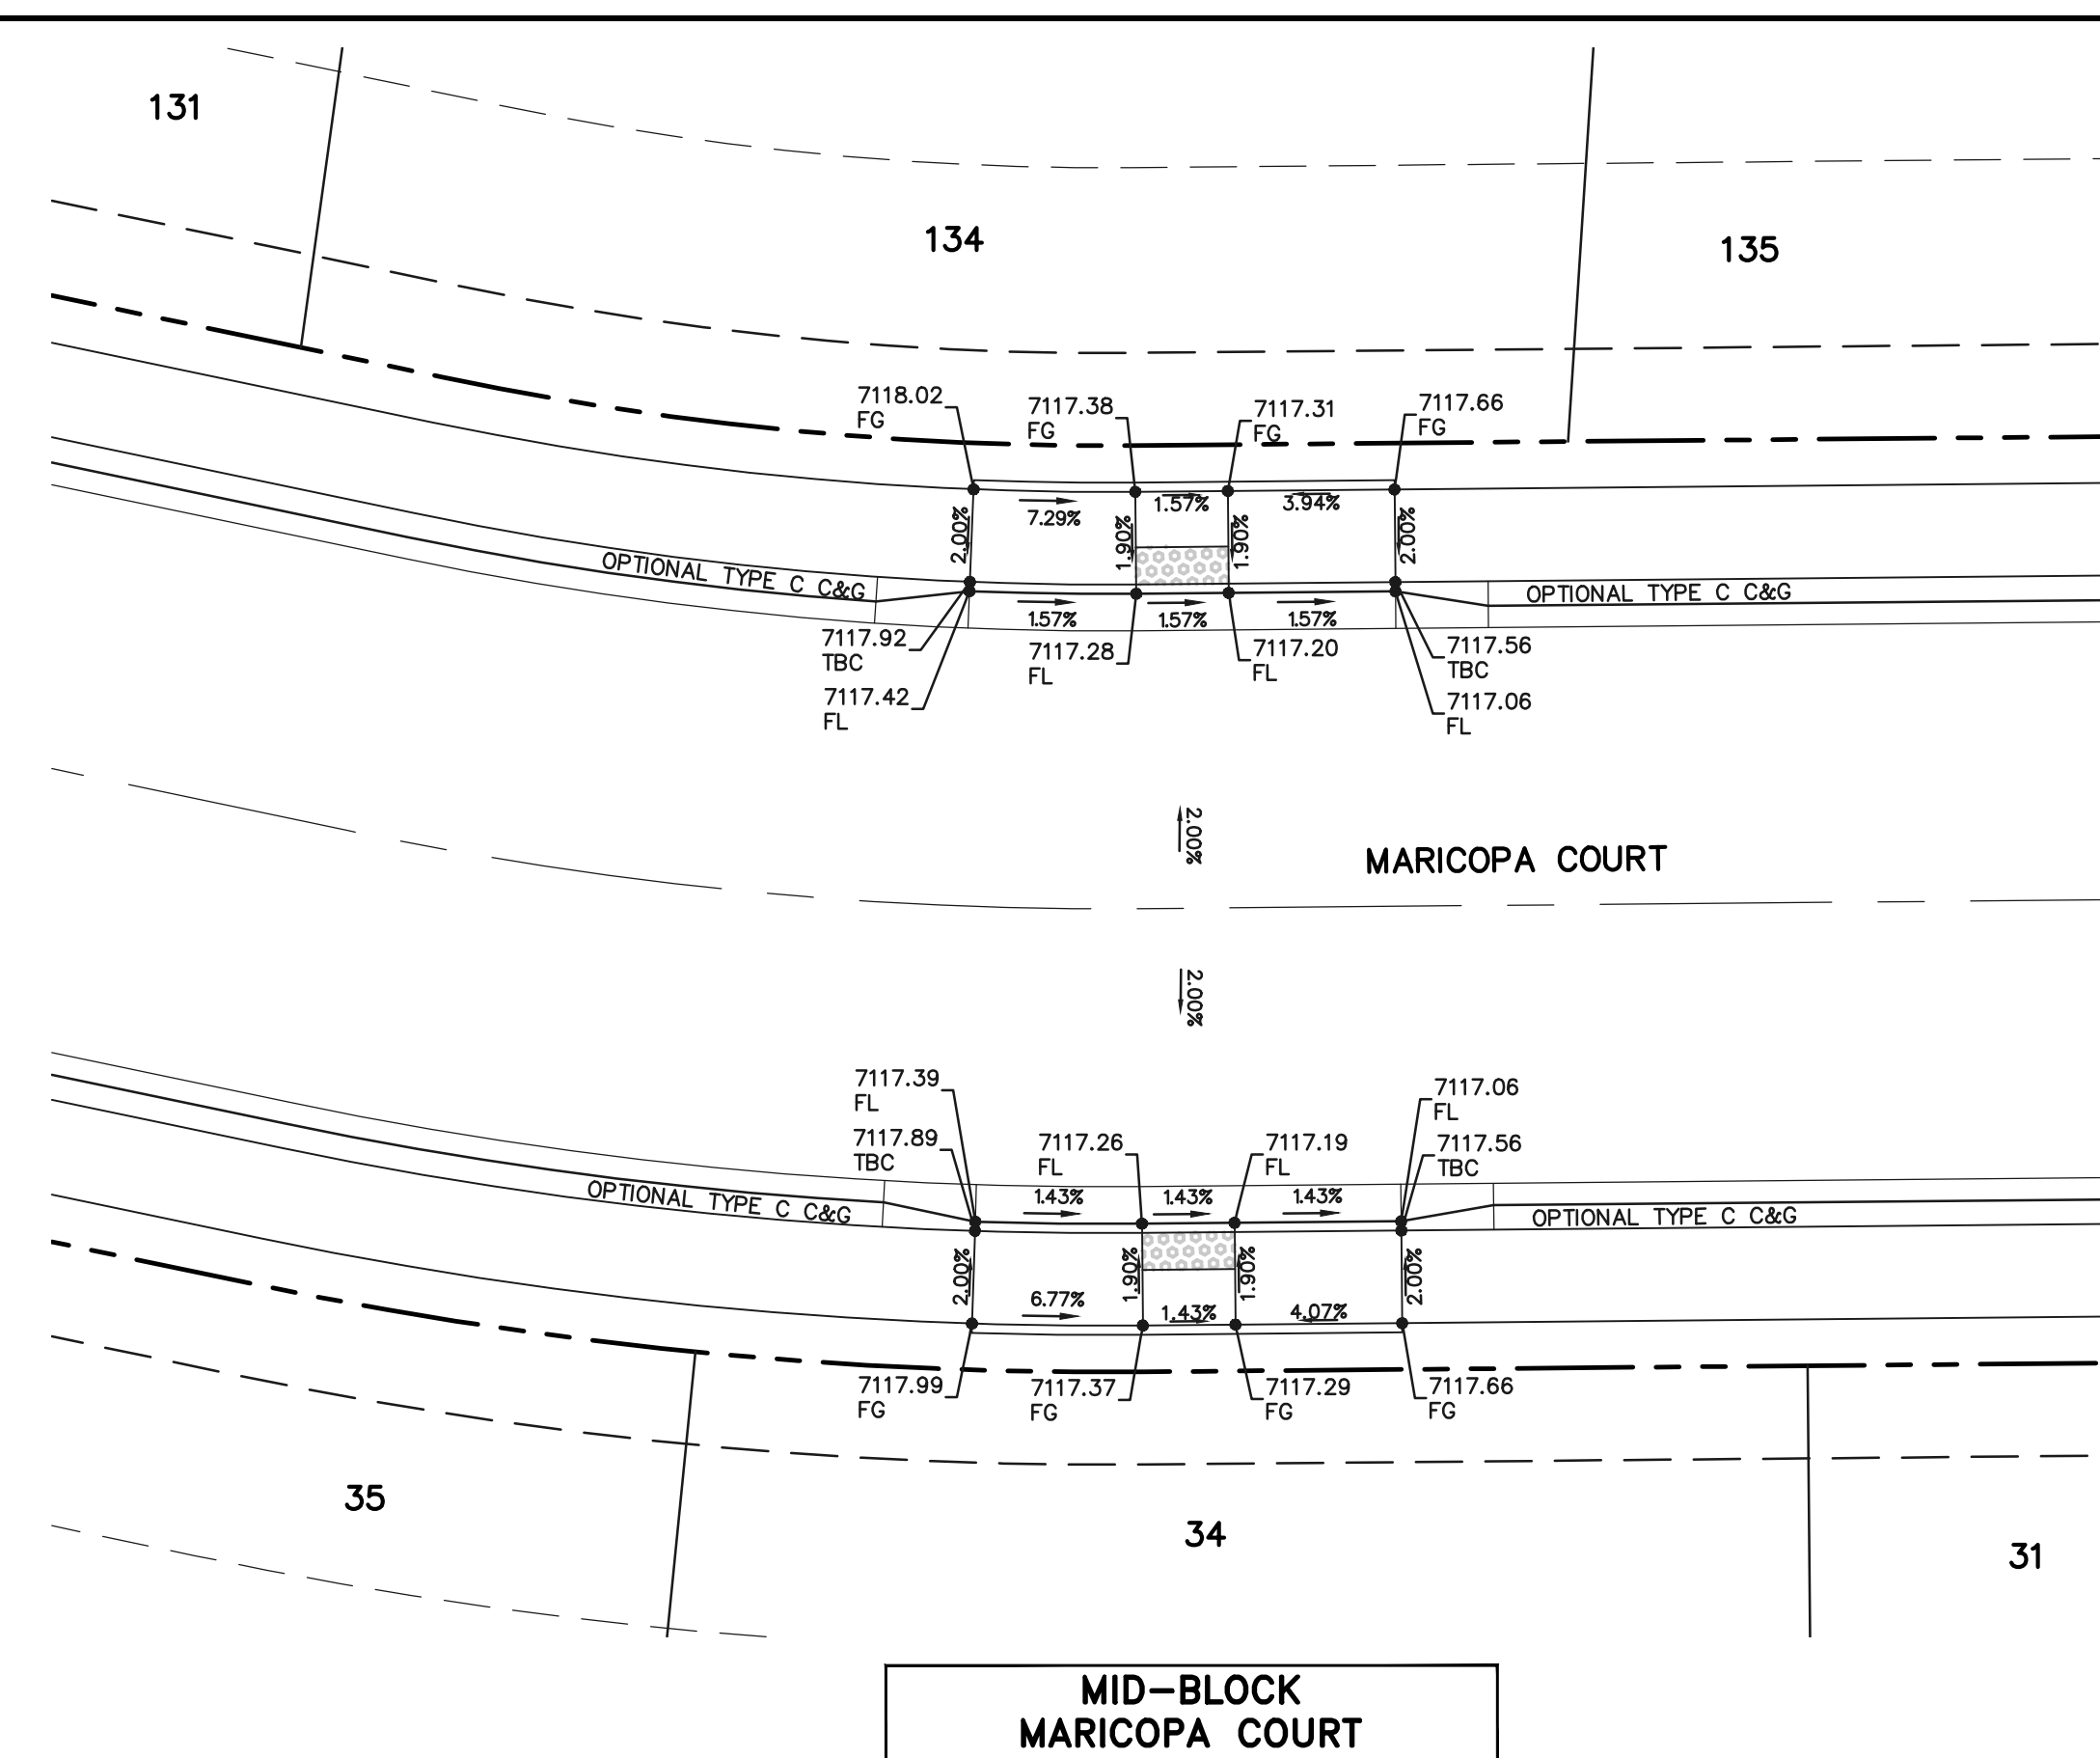 131
134
135
7118.02
FG
7117.38
FG
7117.31
FG
7117.66
FG
7.29%
1.57%
3.94%
2.00%
1.90%
1.90%
2.00%
OPTIONAL TYPE C C&G
OPTIONAL TYPE C C&G
1.57%
1.57%
1.57%
7117.92
TBC
7117.42
FL
7117.28
FL
7117.20
FL
7117.56
TBC
7117.06
FL
2.00%
MARICOPA COURT
2.00%
7117.39
FL
7117.89
TBC
7117.26
FL
7117.19
FL
7117.06
FL
7117.56
TBC
1.43%
1.43%
1.43%
OPTIONAL TYPE C C&G
OPTIONAL TYPE C C&G
2.00%
1.90%
1.90%
2.00%
6.77%
1.43%
4.07%
7117.99
FG
7117.37
FG
7117.29
FG
7117.66
FG
35
34
31
MID-BLOCK
MARICOPA COURT